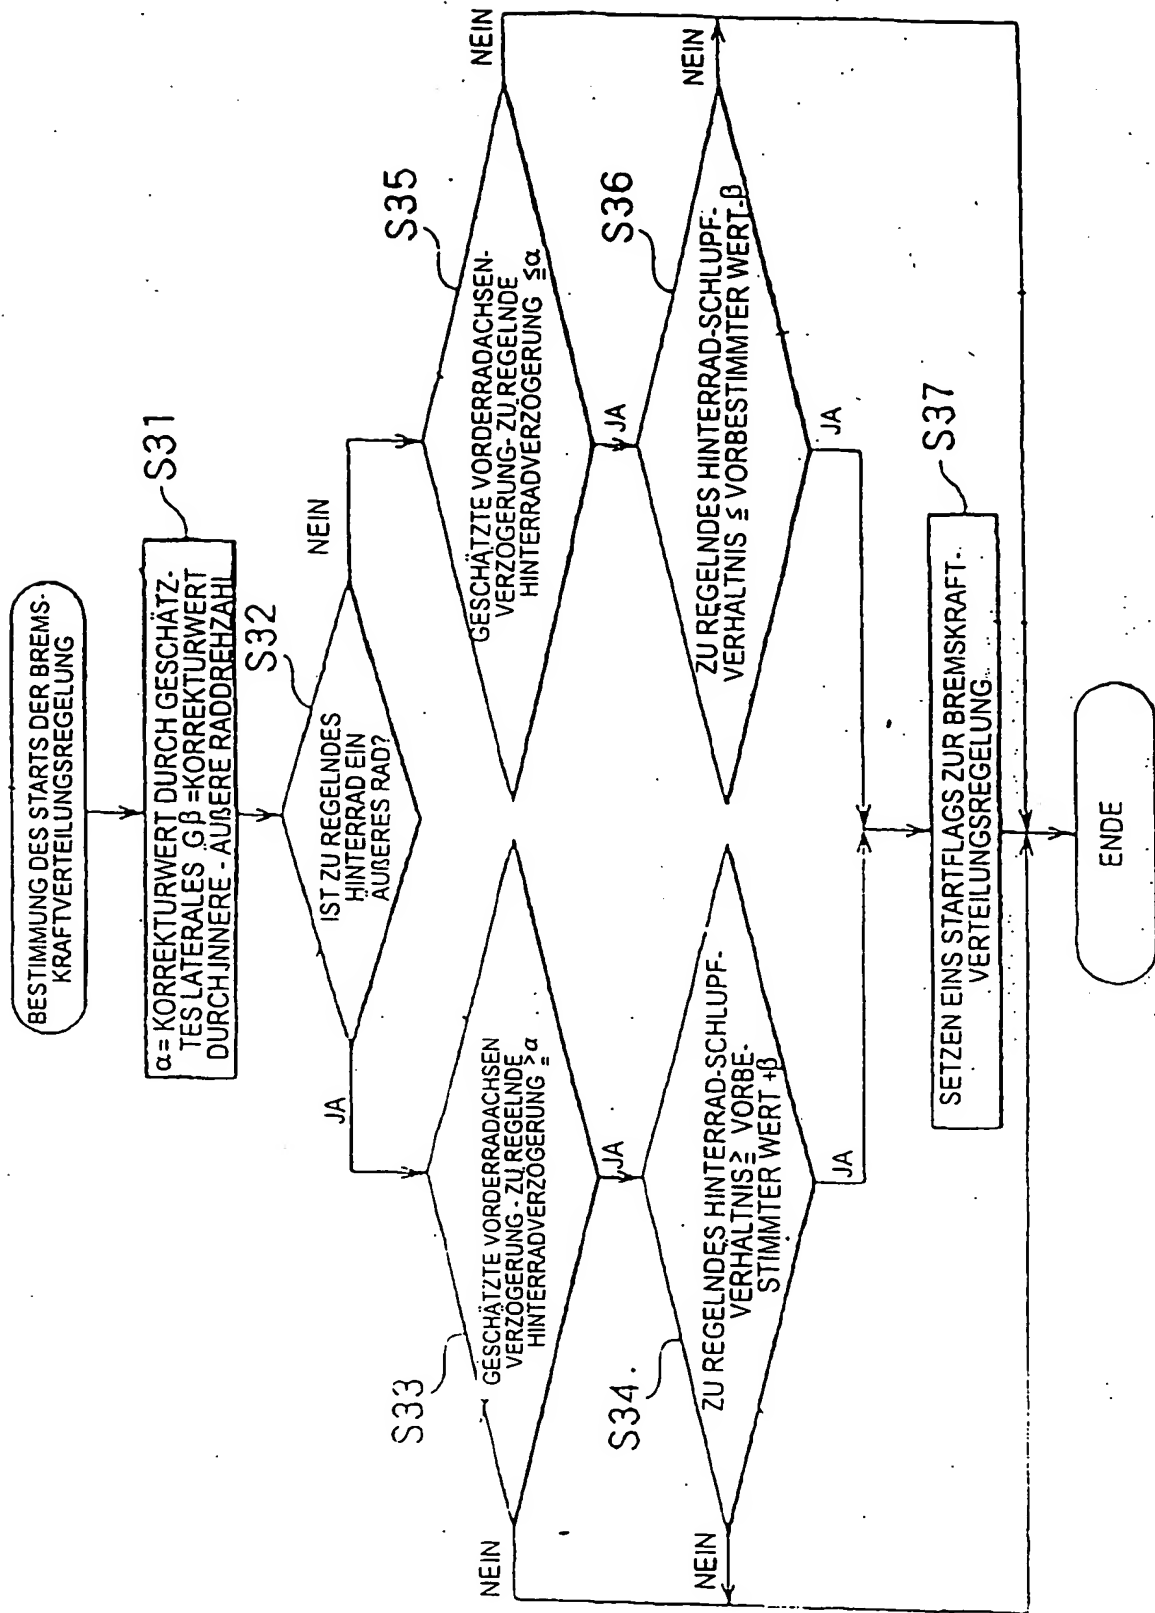 BESTIMMUNG DES STARTS DER BREMS-
KRAFTVERTEILUNGSREGELUNG
S31
α = KORREKTURWERT DURCH GESCHÄTZ-
TES LATERALES G β = KORREKTURWERT
DURCH INNERE - AUßERE RADDREHZAHL
S32
IST ZU REGELNDES
HINTERRAD EIN
ÄUßERES RAD?
JA
NEIN
S33
GESCHÄTZTE VORDERRADACHSEN
VERZÖGERUNG - ZU REGELNDE
HINTERRADVERZÖGERUNG ≧ α
NEIN
JA
S35
GESCHÄTZTE VORDERRADACHSEN-
VERZÖGERUNG- ZU REGELNDE
HINTERRADVERZÖGERUNG ≦ α
NEIN
JA
S34.
ZU REGELNDES HINTERRAD-SCHLUPF-
VERHÄLTNIS ≧ VORBE-
STIMMTER WERT +β
NEIN
JA
S36
ZU REGELNDES HINTERRAD-SCHLUPF-
VERHÄLTNIS ≦ VORBESTIMMTER WERT-β
NEIN
JA
S37
SETZEN EINS STARTFLAGS ZUR BREMSKRAFT-
VERTEILUNGSREGELUNG
ENDE